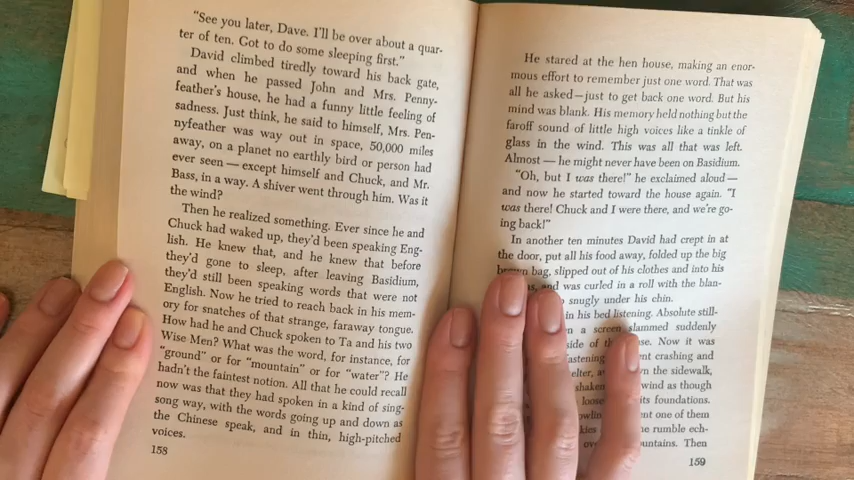 "See you later, Dave. I'll be over about a quar-
ter of ten. Got to do some sleeping first."
David climbed tiredly toward his back gate,
and when he passed John and Mrs. Penny-
feather's house, he had a funny little feeling of
sadness. Just think, he said to himself, Mrs. Pen-
nyfeather was way out in space, 50,000 miles
away, on a planet no earthly bird or person had
ever seen — except himself and Chuck, and Mr.
Bass, in a way. A shiver went through him. Was it
the wind?
Then he realized something. Ever since he and
Chuck had waked up, they'd been speaking Eng-
lish. He knew that, and he knew that before
they'd gone to sleep, after leaving Basidium,
they'd still been speaking words that were not
English. Now he tried to reach back in his mem-
ory for snatches of that strange, faraway tongue.
How had he and Chuck spoken to Ta and his two
Wise Men? What was the word, for instance, for
"ground" or for "mountain" or for "water"? He
hadn't the faintest notion. All that he could recall
now was that they had spoken in a kind of sing-
song way, with the words going up and down as
the Chinese speak, and in thin, high-pitched
voices.
158
He stared at the hen house, making an enor-
mous effort to remember just one word. That was
all he asked — just to get back one word. But his
mind was blank. His memory held nothing but the
faroff sound of little high voices like a tinkle of
glass in the wind. This was all that was left.
Almost — he might never have been on Basidium.
"Oh, but I was there!" he exclaimed aloud —
and now he started toward the house again. "I
was there! Chuck and I were there, and we're go-
ing back!"
In another ten minutes David had crept in at
the door, put all his food away, folded up the big
brown bag, slipped out of his clothes and into his
and was curled in a roll with the blan-
snugly under his chin.
in his bed listening. Absolute still-
a screen slammed suddenly
side of Now it was
crashing and
the sidewalk,
shaken wind as though
loose its foundations.
one of them
rumble ech-
Then
159